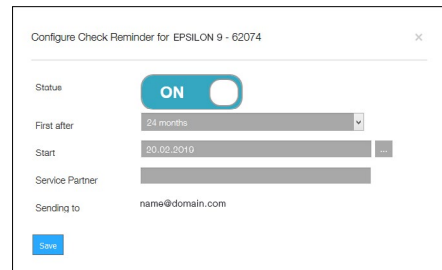 Configure Check Reminder for EPSILON 9 - 62074 ×
Status ON
First after 24 months
Start 20.02.2010 ...
Service Partner
Sending to name@domain.com
Save